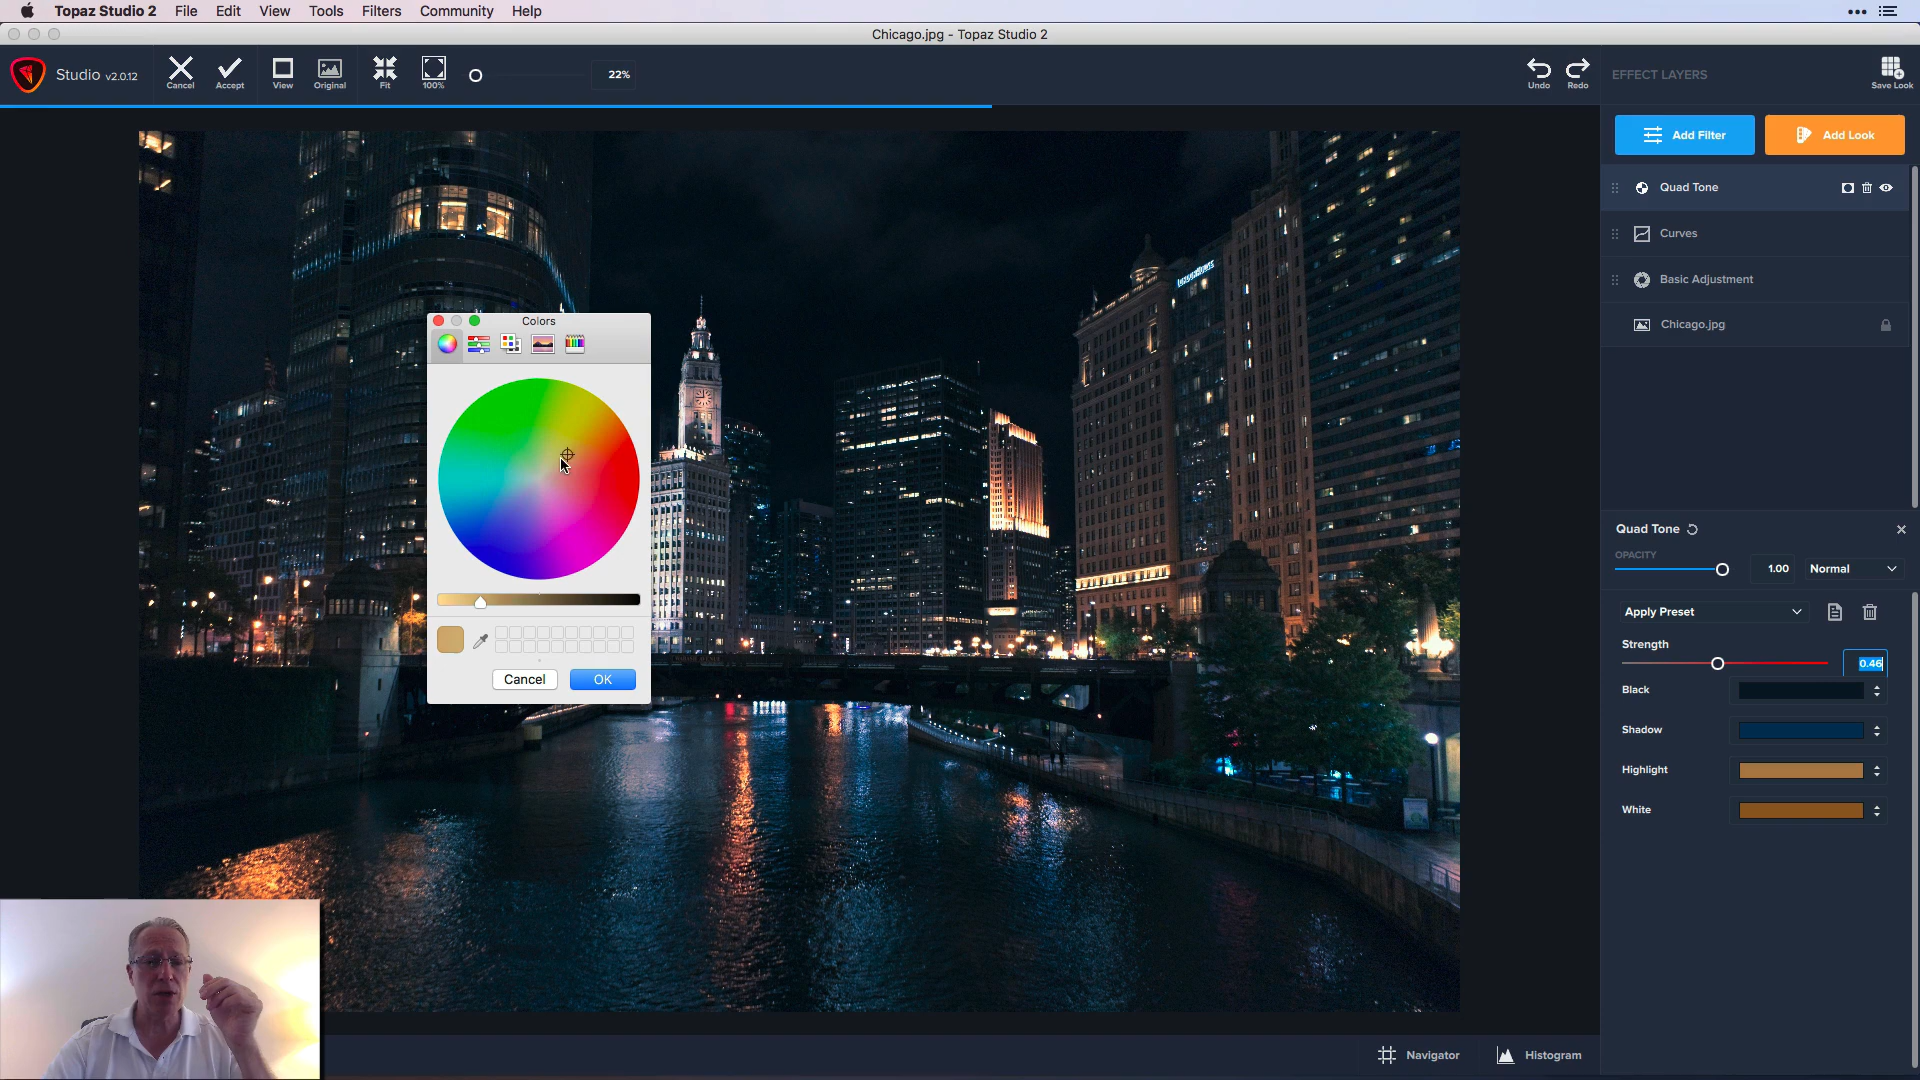 Topaz Studio 2 File Edit View Tools Filters Community Help
Chicago.jpg - Topaz Studio 2
Studio v2.0.12
Cancel
Accept
View
Original
Fit
100%
22%
Undo
Redo
EFFECT LAYERS
Save Look
Add Filter
Add Look
Quad Tone
Curves
Basic Adjustment
Chicago.jpg
Colors
Cancel
OK
Quad Tone
OPACITY
1.00
Normal
Apply Preset
Strength
0.46
Black
Shadow
Highlight
White
Navigator
Histogram